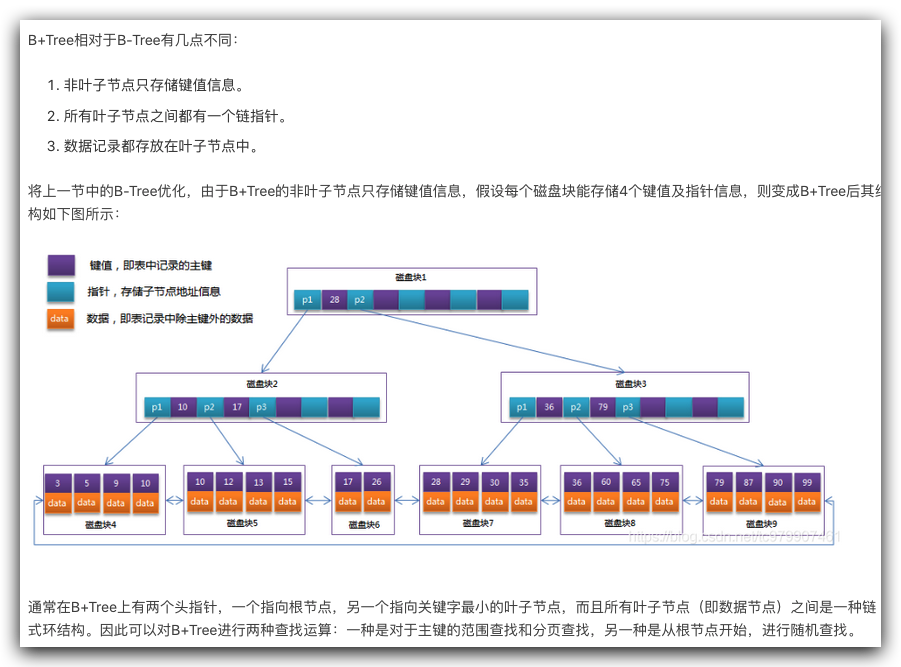 B+Tree相对于B-Tree有几点不同：
1. 非叶子节点只存储键值信息。
2. 所有叶子节点之间都有一个链指针。
3. 数据记录都存放在叶子节点中。
将上一节中的B-Tree优化，由于B+Tree的非叶子节点只存储键值信息，假设每个磁盘块能存储4个键值及指针信息，则变成B+Tree后其结
构如下图所示：
键值，即表中记录的主键
指针，存储子节点地址信息
data 数据，即表记录中除主键外的数据
磁盘块1
p1 28 p2
磁盘块2
p1 10 p2 17 p3
磁盘块3
p1 36 p2 79 p3
3 5 9 10
data data data data
磁盘块4
10 12 13 15
data data data data
磁盘块5
17 26
data data
磁盘块6
28 29 30 35
data data data data
磁盘块7
36 60 65 75
data data data data
磁盘块8
79 87 90 99
data data data data
磁盘块9
通常在B+Tree上有两个头指针，一个指向根节点，另一个指向关键字最小的叶子节点，而且所有叶子节点（即数据节点）之间是一种链
式环结构。因此可以对B+Tree进行两种查找运算：一种是对于主键的范围查找和分页查找，另一种是从根节点开始，进行随机查找。